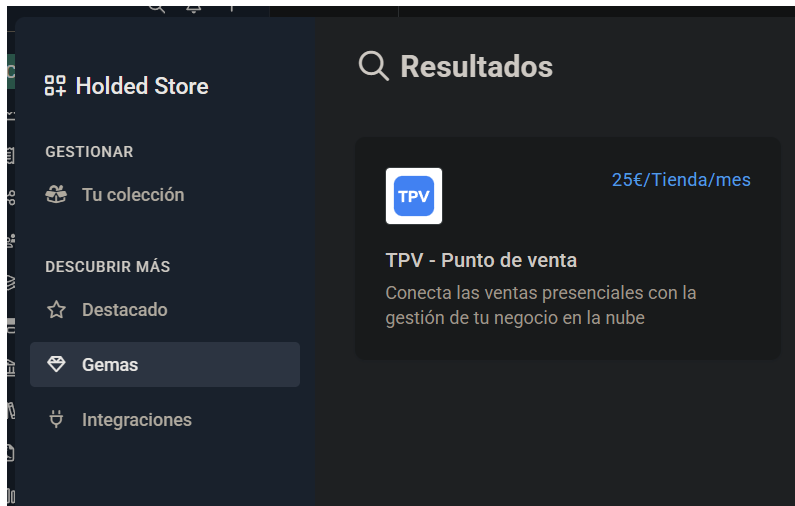 Holded Store
GESTIONAR
Tu colección
DESCUBRIR MÁS
Destacado
Gemas
Integraciones
Resultados
TPV
25€/Tienda/mes
TPV - Punto de venta
Conecta las ventas presenciales con la
gestión de tu negocio en la nube